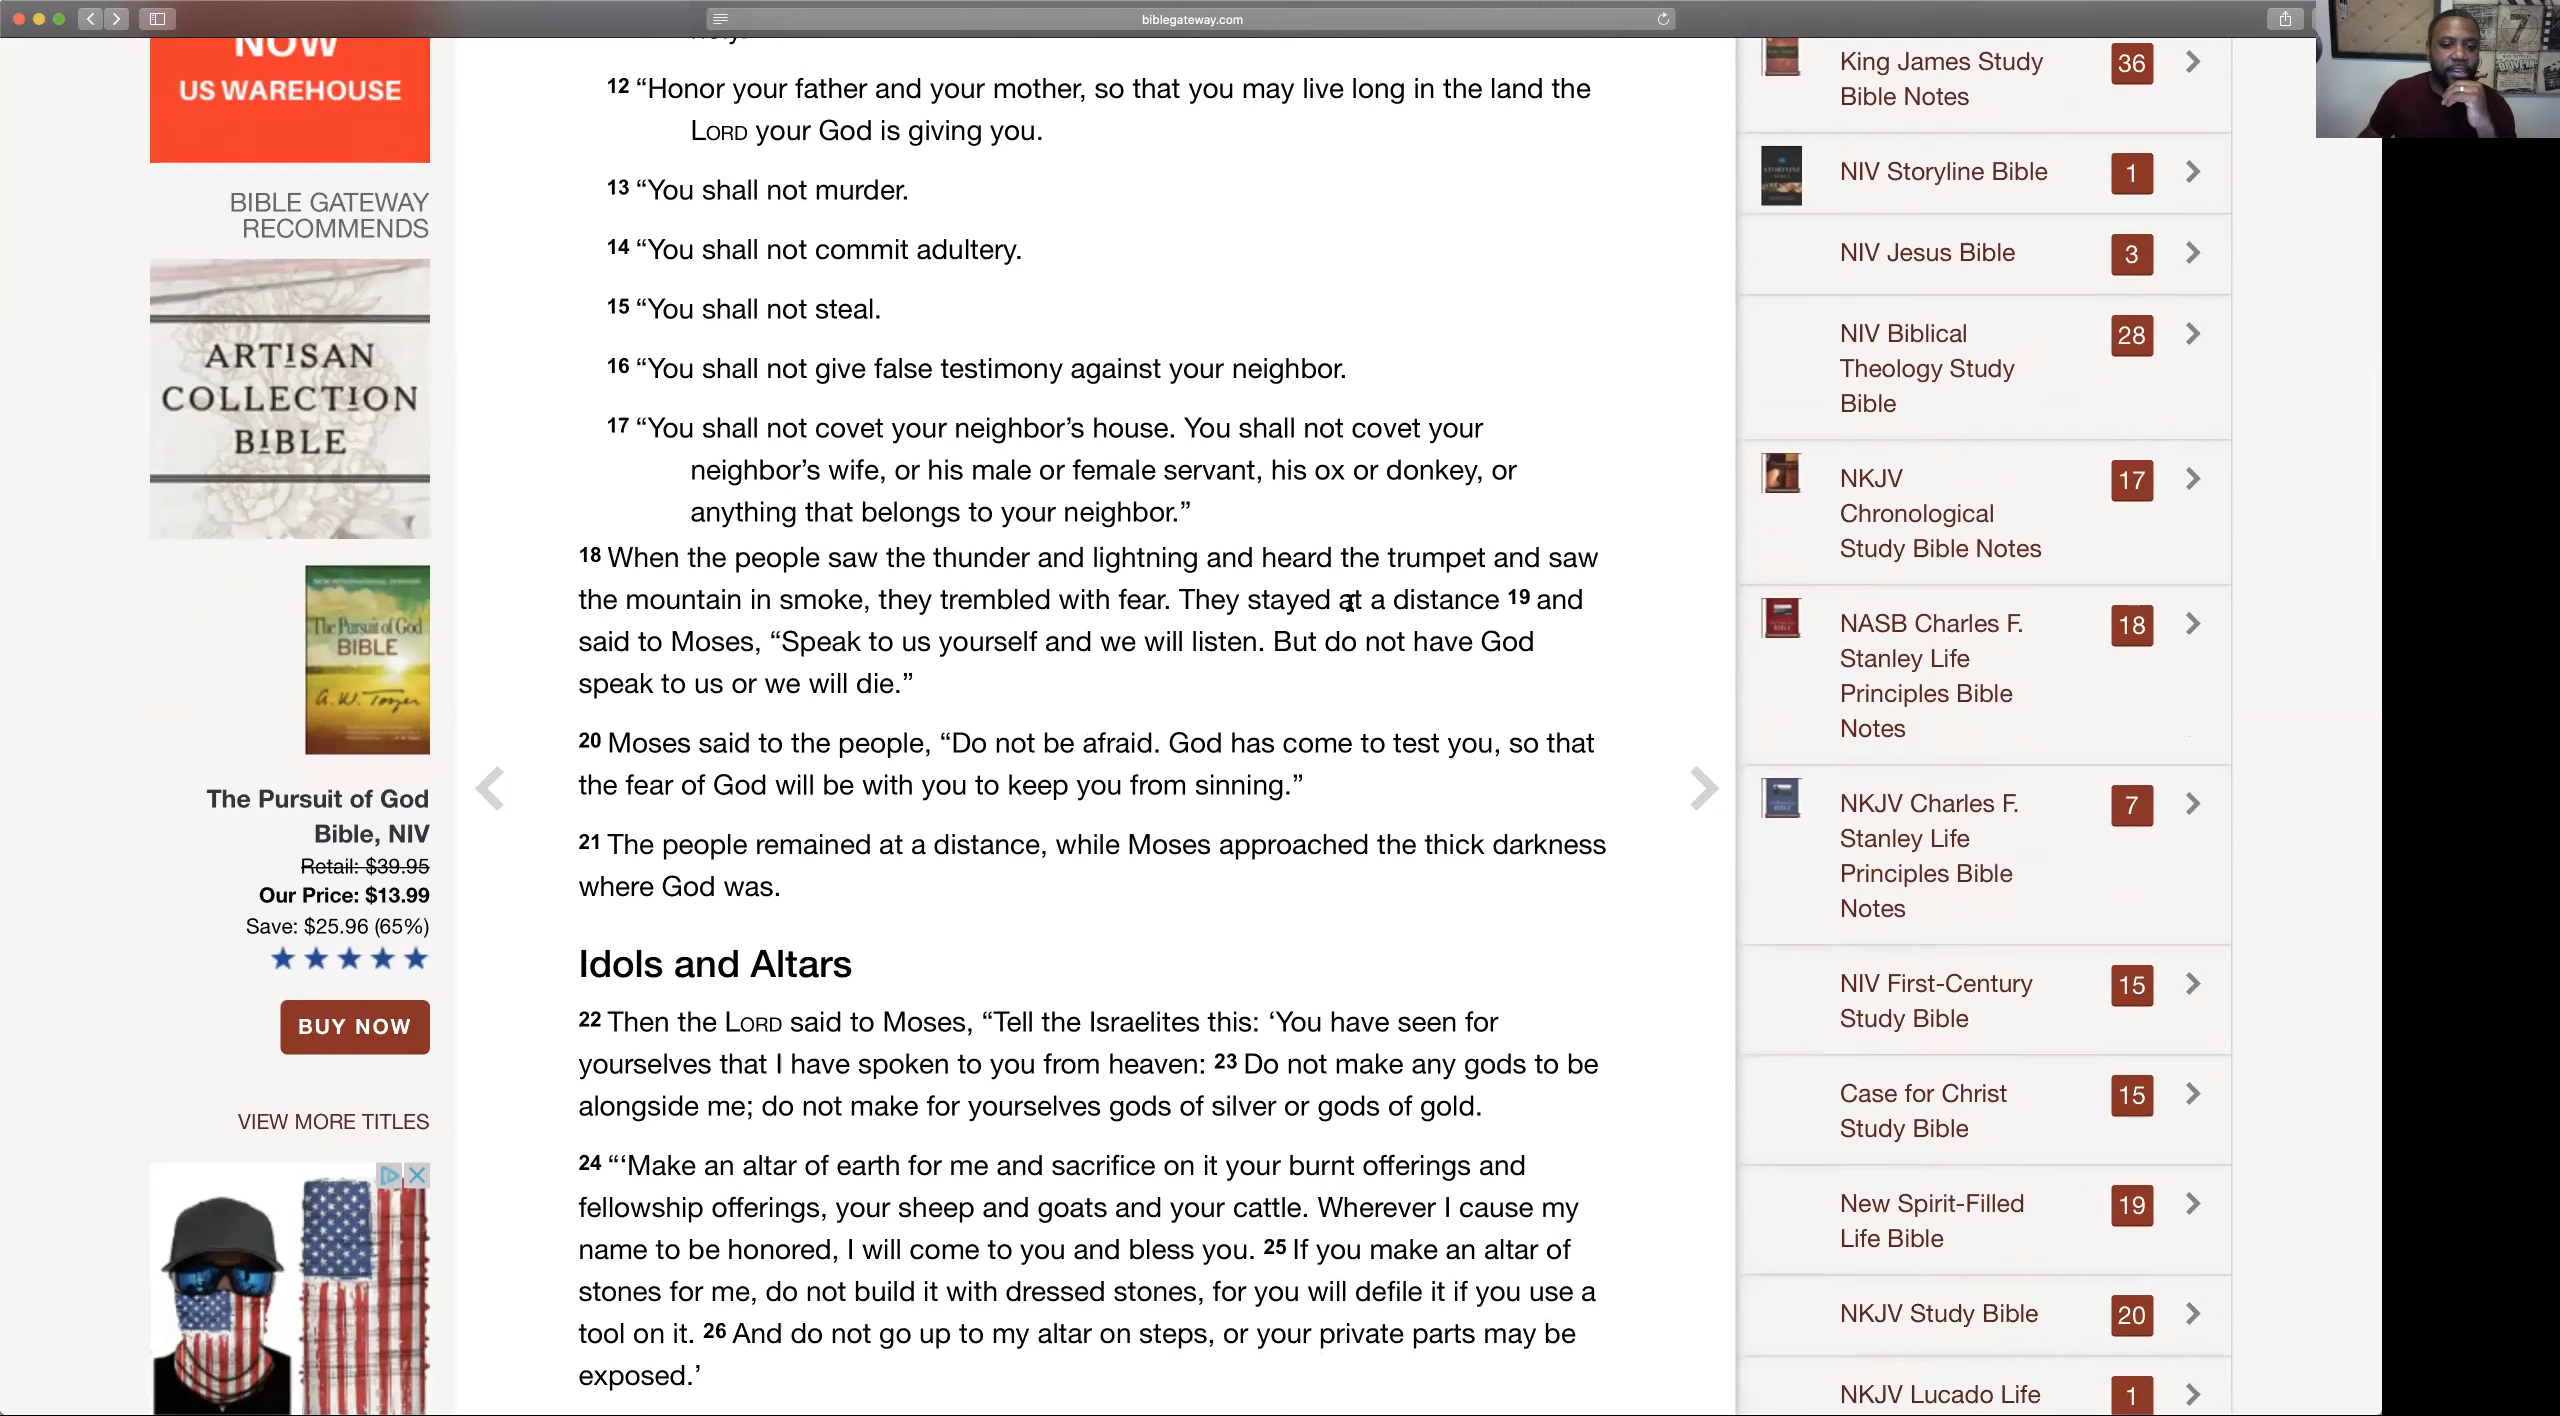 biblegateway.com
NOW
US WAREHOUSE
BIBLE GATEWAY
RECOMMENDS
ARTISAN
COLLECTION
BIBLE
The Pursuit of God
BIBLE
A.W. Tozer
The Pursuit of God
Bible, NIV
Retail: $39.95
Our Price: $13.99
Save: $25.96 (65%)
BUY NOW
VIEW MORE TITLES
12 “Honor your father and your mother, so that you may live long in the land the
LORD your God is giving you.
13 “You shall not murder.
14 “You shall not commit adultery.
15 “You shall not steal.
16 “You shall not give false testimony against your neighbor.
17 “You shall not covet your neighbor’s house. You shall not covet your
neighbor’s wife, or his male or female servant, his ox or donkey, or
anything that belongs to your neighbor.”
18 When the people saw the thunder and lightning and heard the trumpet and saw
the mountain in smoke, they trembled with fear. They stayed at a distance 19 and
said to Moses, “Speak to us yourself and we will listen. But do not have God
speak to us or we will die.”
20 Moses said to the people, “Do not be afraid. God has come to test you, so that
the fear of God will be with you to keep you from sinning.”
21 The people remained at a distance, while Moses approached the thick darkness
where God was.
Idols and Altars
22 Then the LORD said to Moses, “Tell the Israelites this: ‘You have seen for
yourselves that I have spoken to you from heaven: 23 Do not make any gods to be
alongside me; do not make for yourselves gods of silver or gods of gold.
24 “‘Make an altar of earth for me and sacrifice on it your burnt offerings and
fellowship offerings, your sheep and goats and your cattle. Wherever I cause my
name to be honored, I will come to you and bless you. 25 If you make an altar of
stones for me, do not build it with dressed stones, for you will defile it if you use a
tool on it. 26 And do not go up to my altar on steps, or your private parts may be
exposed.’
King James Study 36
Bible Notes
NIV Storyline Bible 1
NIV Jesus Bible 3
NIV Biblical 28
Theology Study
Bible
NKJV 17
Chronological
Study Bible Notes
NASB Charles F. 18
Stanley Life
Principles Bible
Notes
NKJV Charles F. 7
Stanley Life
Principles Bible
Notes
NIV First-Century 15
Study Bible
Case for Christ 15
Study Bible
New Spirit-Filled 19
Life Bible
NKJV Study Bible 20
NKJV Lucado Life 1